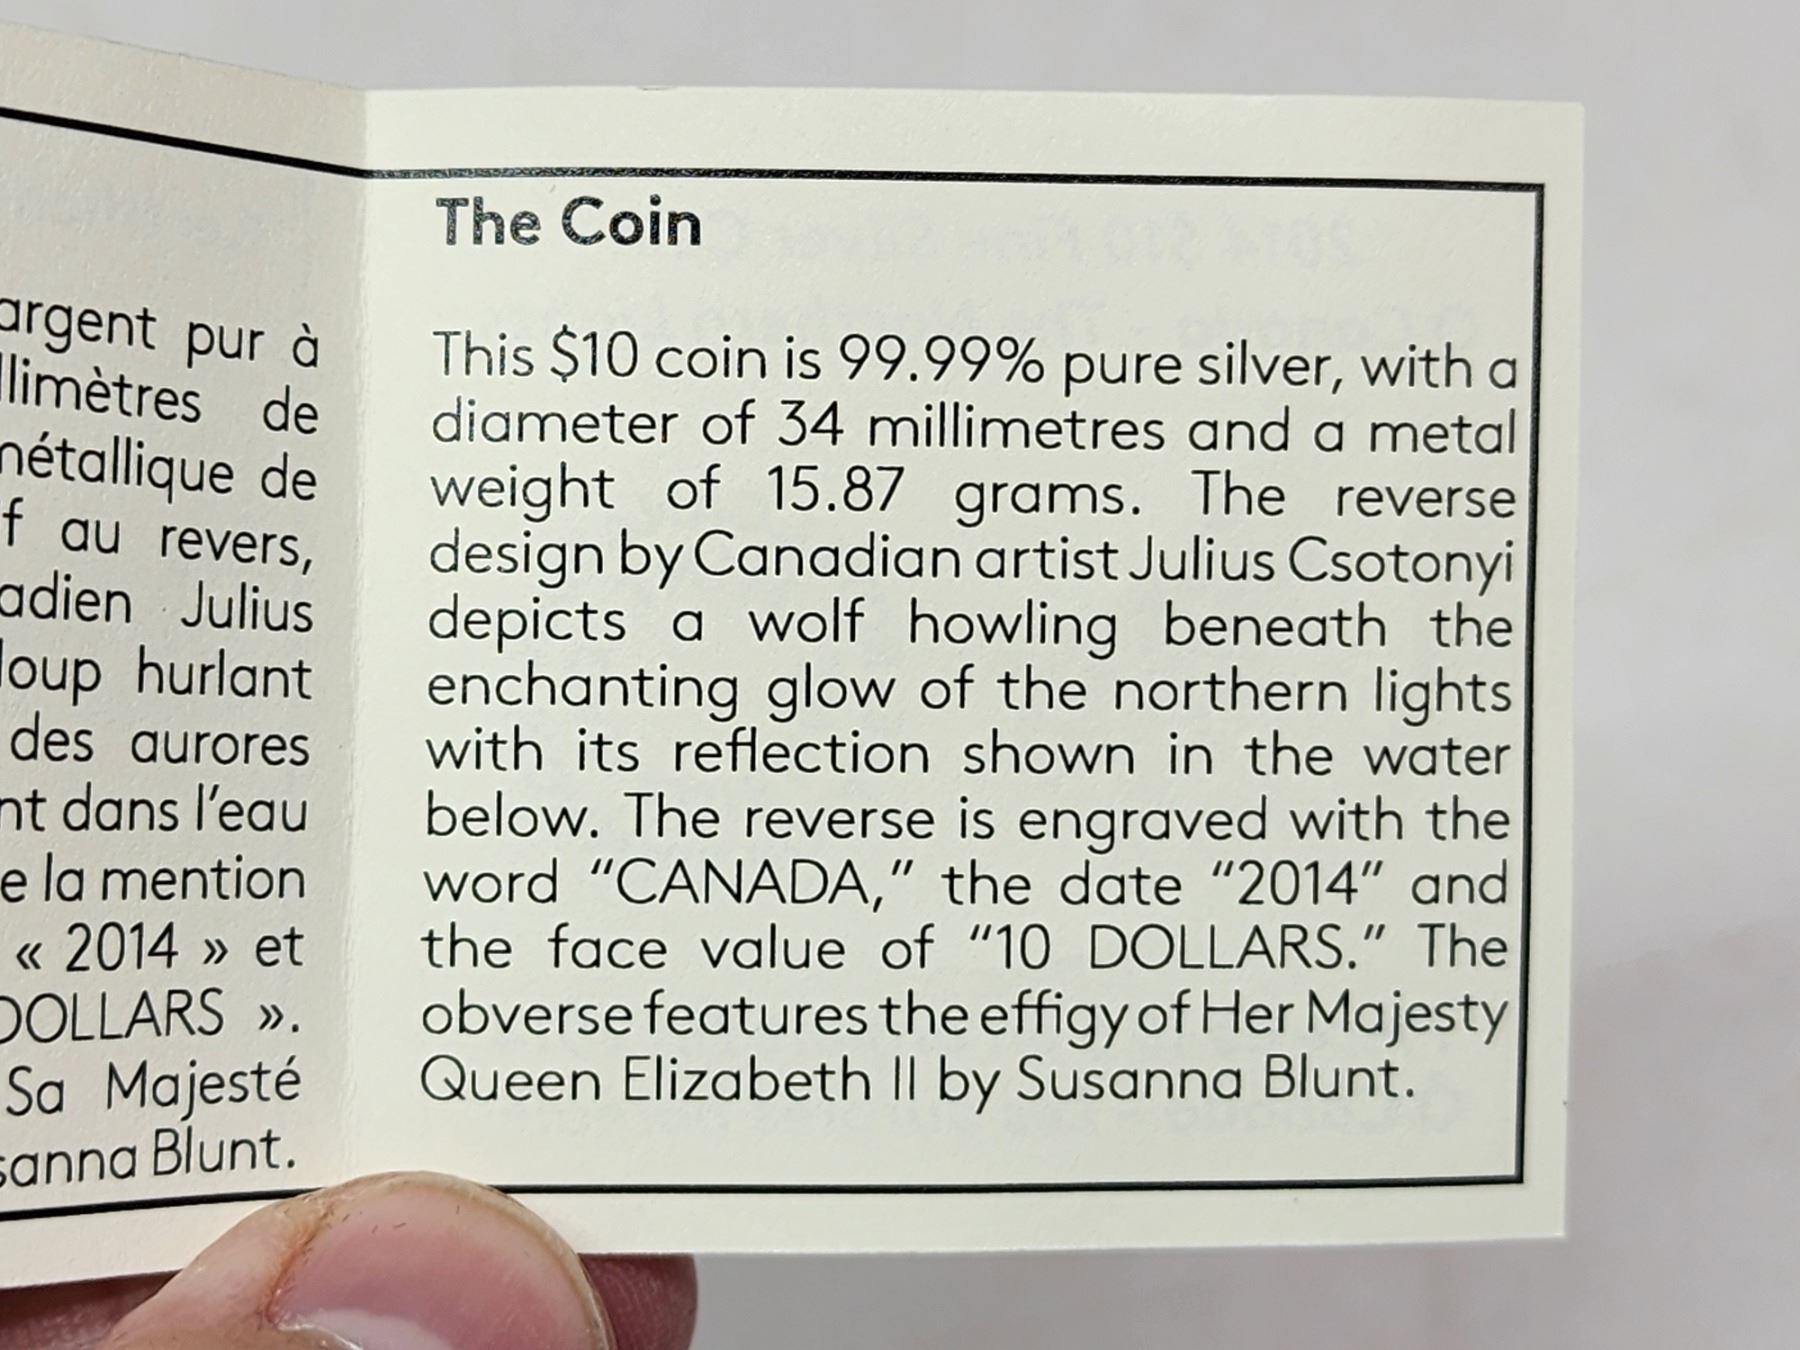 argent pur à
llimètres de
métallique de
f au revers,
adien Julius
loup hurlant
des aurores
nt dans l'eau
e la mention
« 2014 » et
DOLLARS ».
Sa Majesté
sanna Blunt.
The Coin
This $10 coin is 99.99% pure silver, with a
diameter of 34 millimetres and a metal
weight of 15.87 grams. The reverse
design by Canadian artist Julius Csotonyi
depicts a wolf howling beneath the
enchanting glow of the northern lights
with its reflection shown in the water
below. The reverse is engraved with the
word “CANADA,” the date “2014” and
the face value of “10 DOLLARS.” The
obverse features the effigy of Her Majesty
Queen Elizabeth II by Susanna Blunt.